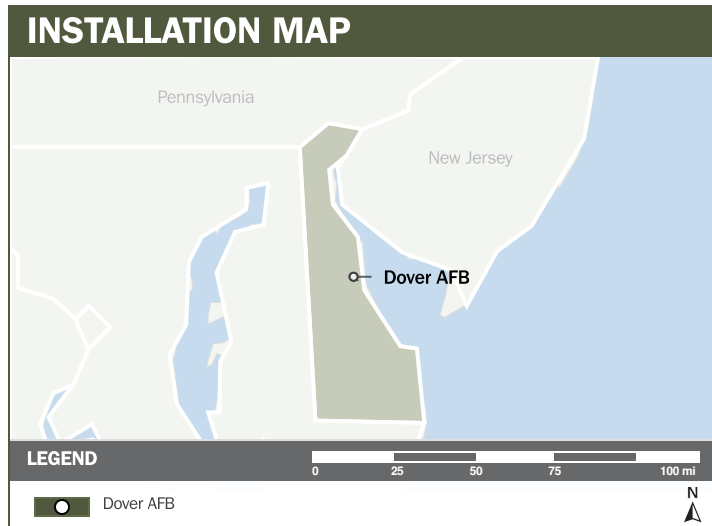 INSTALLATION MAP
Pennsylvania
New Jersey
Dover AFB
LEGEND
0 25 50 75 100 mi
Dover AFB
N